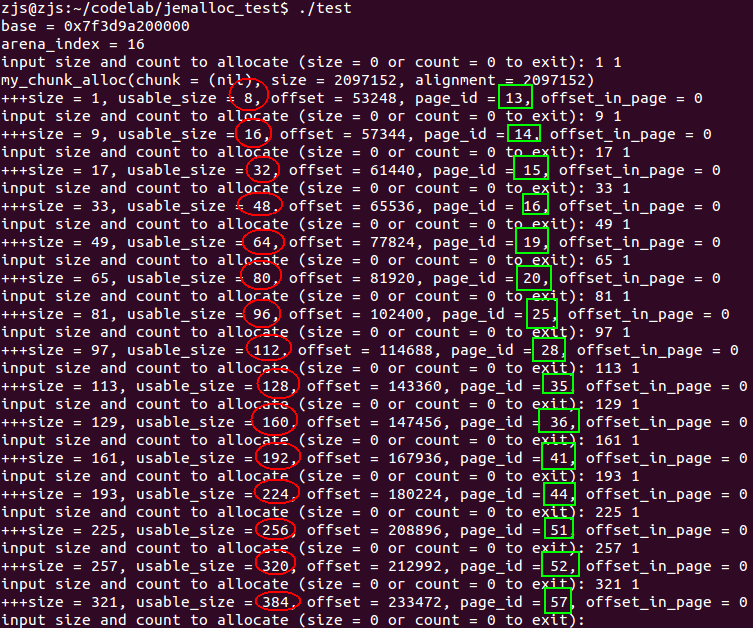 zjs@zjs:~/codelab/jemalloc_test$ ./test
base = 0x7f3d9a200000
arena_index = 16
input size and count to allocate (size = 0 or count = 0 to exit): 1 1
my_chunk_alloc(chunk = (nil), size = 2097152, alignment = 2097152)
+++size = 1, usable_size = 8, offset = 53248, page_id = 13, offset_in_page = 0
input size and count to allocate (size = 0 or count = 0 to exit): 9 1
+++size = 9, usable_size = 16, offset = 57344, page_id = 14, offset_in_page = 0
input size and count to allocate (size = 0 or count = 0 to exit): 17 1
+++size = 17, usable_size = 32, offset = 61440, page_id = 15, offset_in_page = 0
input size and count to allocate (size = 0 or count = 0 to exit): 33 1
+++size = 33, usable_size = 48, offset = 65536, page_id = 16, offset_in_page = 0
input size and count to allocate (size = 0 or count = 0 to exit): 49 1
+++size = 49, usable_size = 64, offset = 77824, page_id = 19, offset_in_page = 0
input size and count to allocate (size = 0 or count = 0 to exit): 65 1
+++size = 65, usable_size = 80, offset = 81920, page_id = 20, offset_in_page = 0
input size and count to allocate (size = 0 or count = 0 to exit): 81 1
+++size = 81, usable_size = 96, offset = 102400, page_id = 25, offset_in_page = 0
input size and count to allocate (size = 0 or count = 0 to exit): 97 1
+++size = 97, usable_size = 112, offset = 114688, page_id = 28, offset_in_page = 0
input size and count to allocate (size = 0 or count = 0 to exit): 113 1
+++size = 113, usable_size = 128, offset = 143360, page_id = 35, offset_in_page = 0
input size and count to allocate (size = 0 or count = 0 to exit): 129 1
+++size = 129, usable_size = 160, offset = 147456, page_id = 36, offset_in_page = 0
input size and count to allocate (size = 0 or count = 0 to exit): 161 1
+++size = 161, usable_size = 192, offset = 167936, page_id = 41, offset_in_page = 0
input size and count to allocate (size = 0 or count = 0 to exit): 193 1
+++size = 193, usable_size = 224, offset = 180224, page_id = 44, offset_in_page = 0
input size and count to allocate (size = 0 or count = 0 to exit): 225 1
+++size = 225, usable_size = 256, offset = 208896, page_id = 51, offset_in_page = 0
input size and count to allocate (size = 0 or count = 0 to exit): 257 1
+++size = 257, usable_size = 320, offset = 212992, page_id = 52, offset_in_page = 0
input size and count to allocate (size = 0 or count = 0 to exit): 321 1
+++size = 321, usable_size = 384, offset = 233472, page_id = 57, offset_in_page = 0
input size and count to allocate (size = 0 or count = 0 to exit):